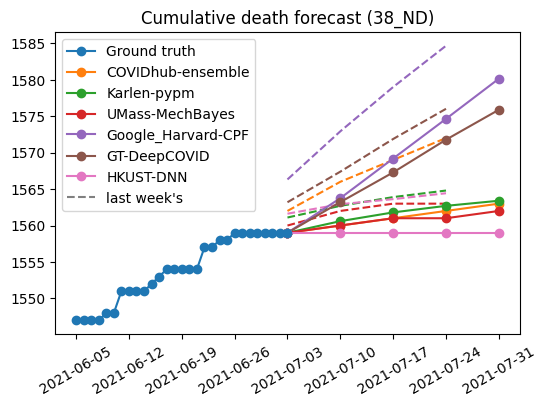 Cumulative death forecast (38_ND)
1585
1580
1575
1570
1565
1560
1555
1550
Ground truth
COVIDhub-ensemble
Karlen-pypm
UMass-MechBayes
Google_Harvard-CPF
GT-DeepCOVID
HKUST-DNN
last week's
2021-06-05
2021-06-12
2021-06-19
2021-06-26
2021-07-03
2021-07-10
2021-07-17
2021-07-24
2021-07-31